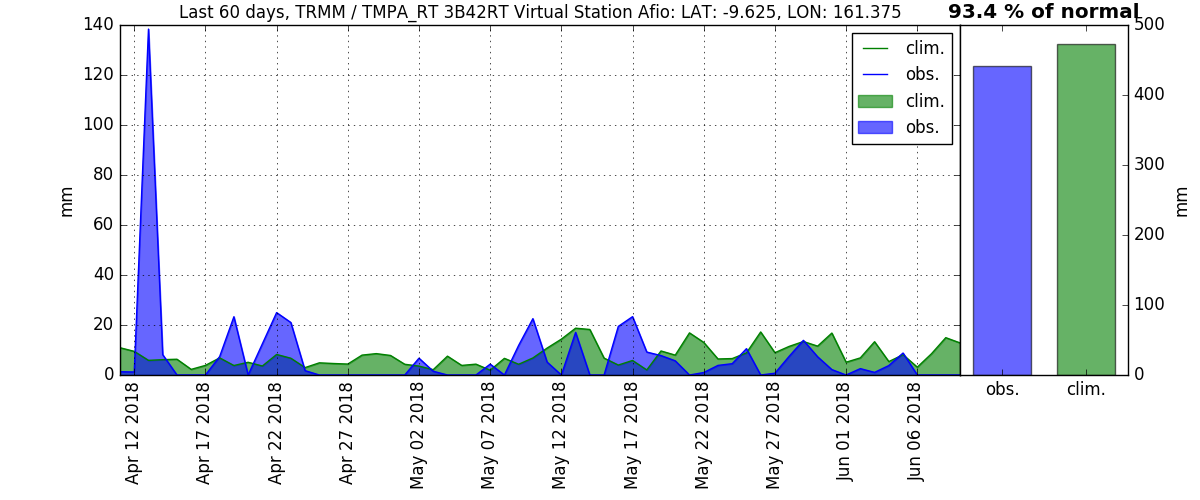 Last 60 days, TRMM / TMPA_RT 3B42RT Virtual Station Afio: LAT: -9.625, LON: 161.375
93.4 % of normal
140
120
100
80
60
40
20
0
mm
clim.
obs.
clim.
obs.
Apr 12 2018
Apr 17 2018
Apr 22 2018
Apr 27 2018
May 02 2018
May 07 2018
May 12 2018
May 17 2018
May 22 2018
May 27 2018
Jun 01 2018
Jun 06 2018
500
400
300
200
100
0
mm
obs.
clim.